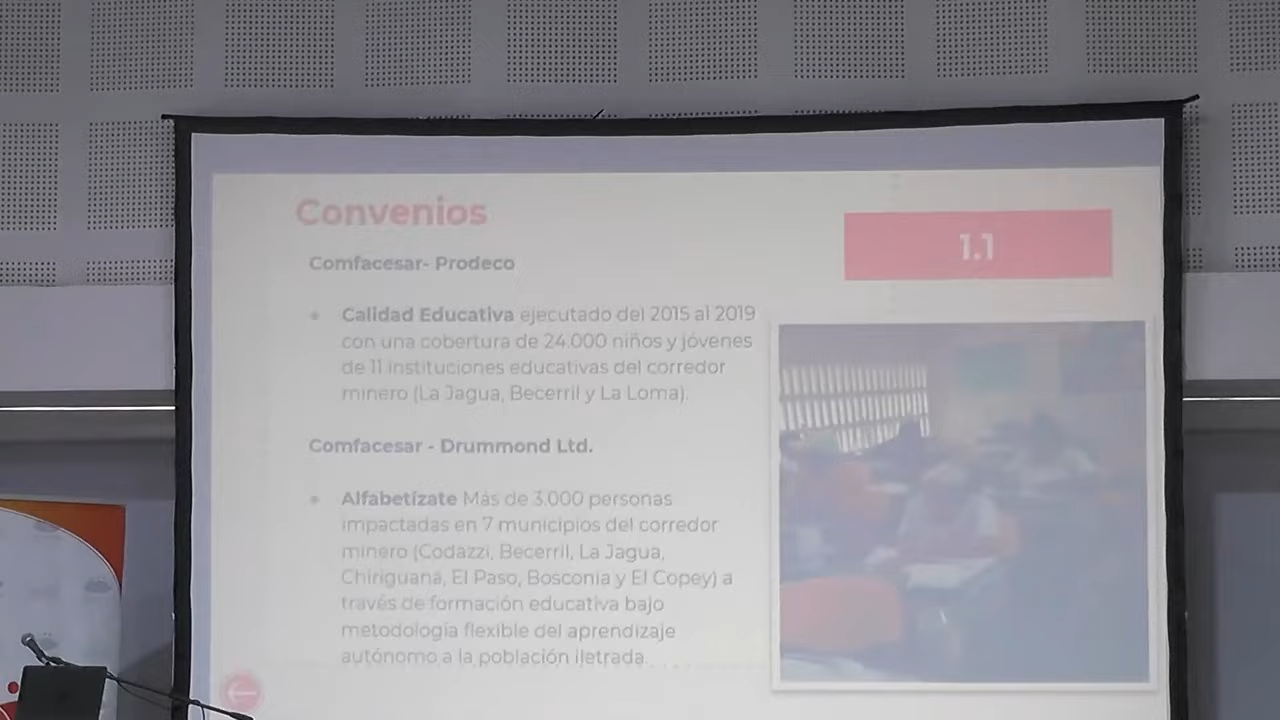 Convenios
1.1
Comfacesar- Prodeco
Calidad Educativa ejecutado del 2015 al 2019
con una cobertura de 24.000 niños y jóvenes
de 11 instituciones educativas del corredor
minero (La Jagua, Becerril y La Loma).
Comfacesar - Drummond Ltd.
Alfabetízate Más de 3.000 personas
impactadas en 7 municipios del corredor
minero (Codazzi, Becerril, La Jagua,
Chiriguaná, El Paso, Bosconia y El Copey) a
través de formación educativa bajo
metodología flexible del aprendizaje
autónomo a la población iletrada